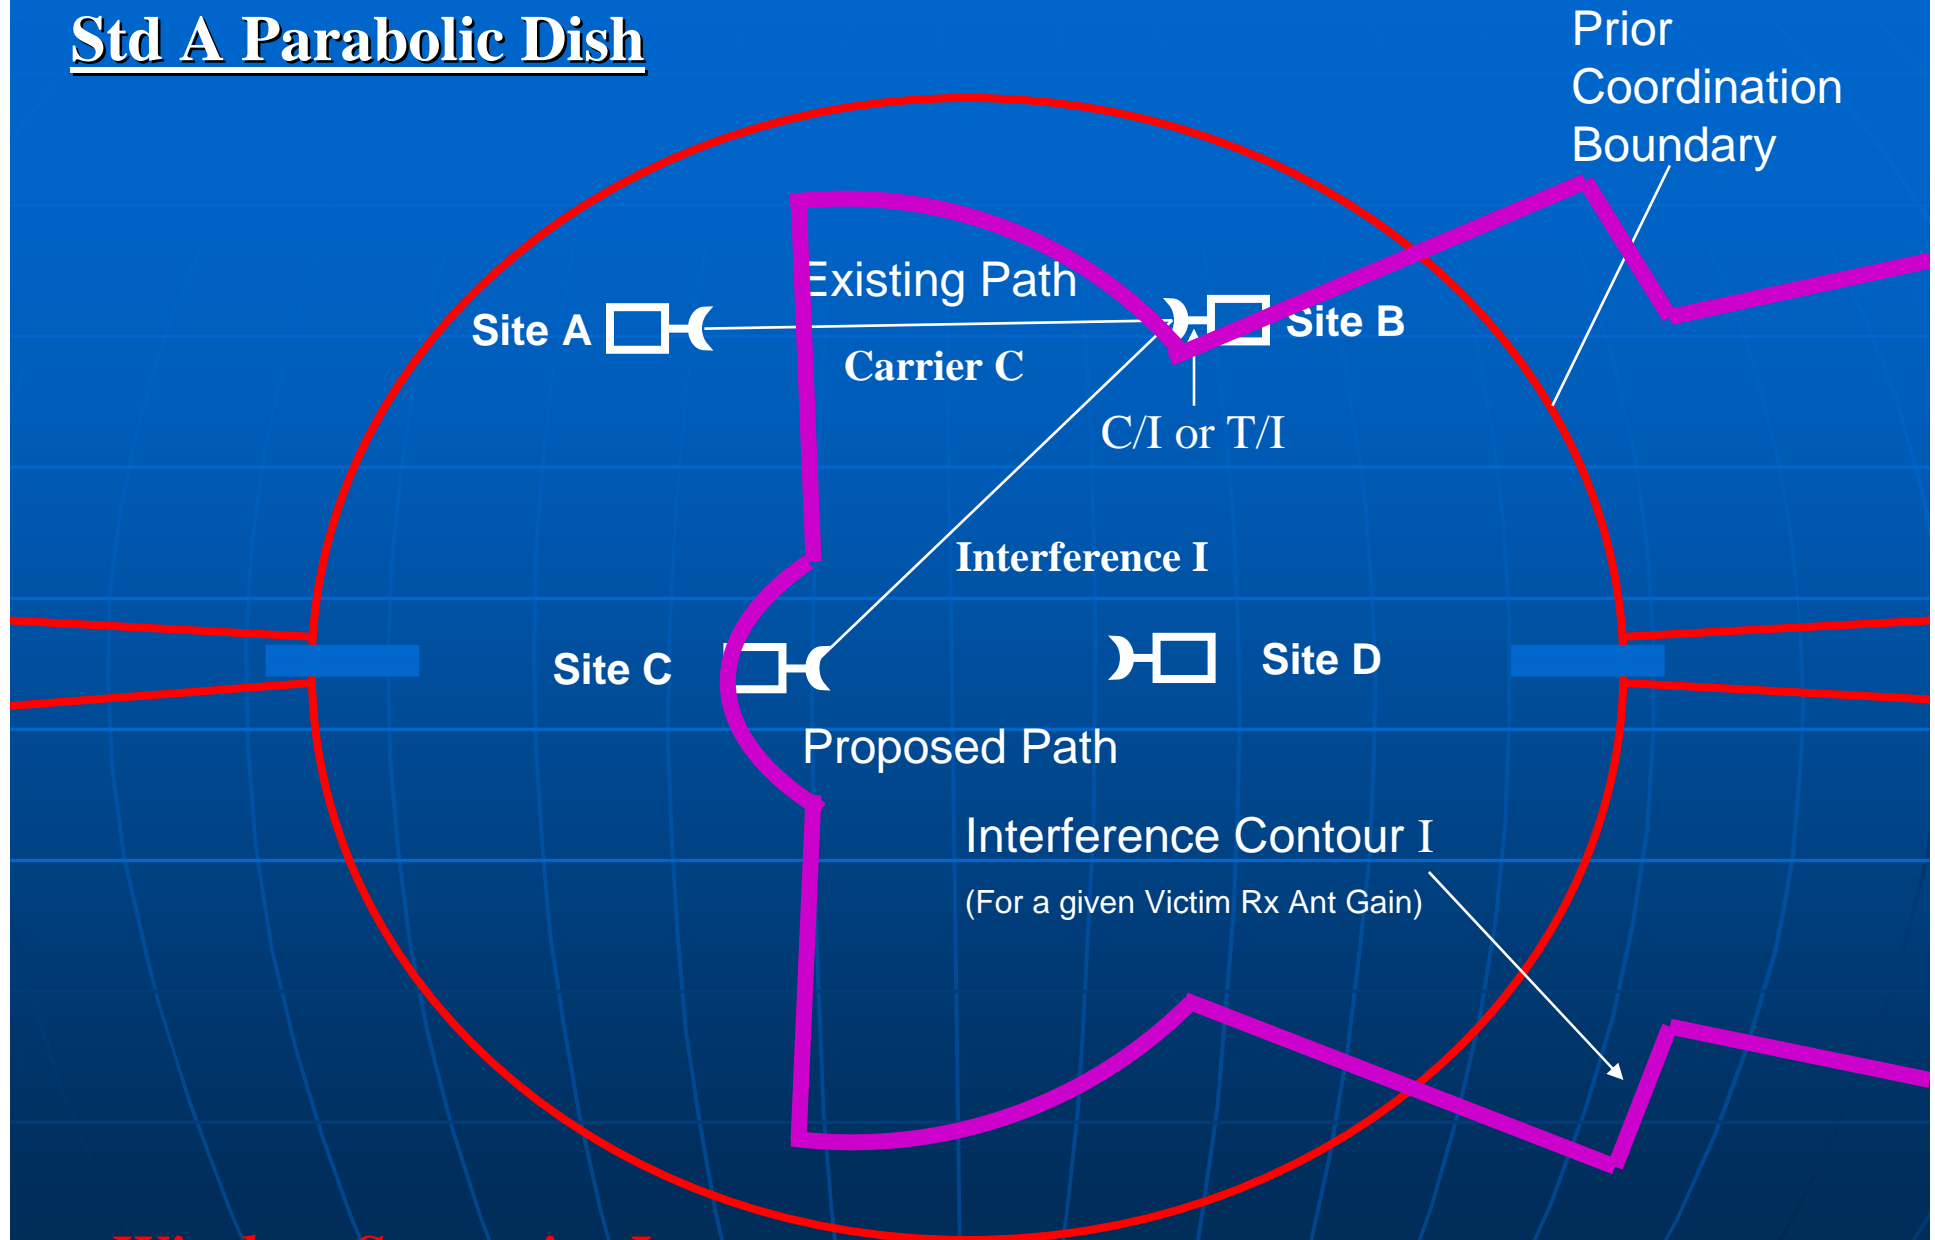 Std A Parabolic Dish
Prior
Coordination
Boundary
Existing Path
Site A
Site B
Carrier C
C/I or T/I
Interference I
Site C
Site D
Proposed Path
Interference Contour I
(For a given Victim Rx Ant Gain)